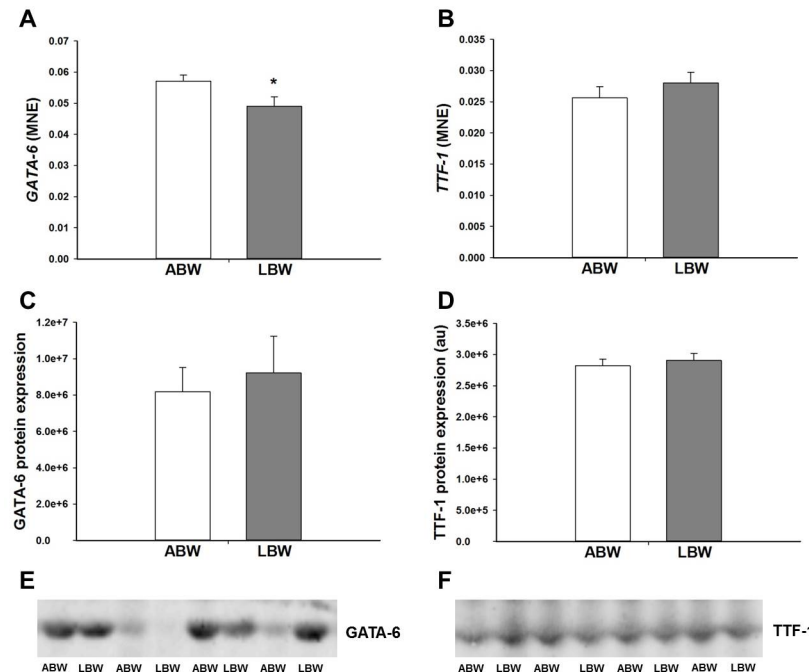 A
GATA-6 (MNE)
0.07
0.06
0.05
0.04
0.03
0.02
0.01
0.00
*
ABW LBW
B
TTF-1 (MNE)
0.035
0.030
0.025
0.020
0.015
0.010
0.005
0.000
ABW LBW
C
GATA-6 protein expression
1.2e+7
1.0e+7
8.0e+6
6.0e+6
4.0e+6
2.0e+6
0.0
ABW LBW
D
TTF-1 protein expression (au)
3.5e+6
3.0e+6
2.5e+6
2.0e+6
1.5e+6
1.0e+6
5.0e+5
0.0
ABW LBW
E
GATA-6
ABW LBW ABW LBW ABW LBW ABW LBW
F
TTF-1
ABW LBW ABW LBW ABW LBW ABW LBW